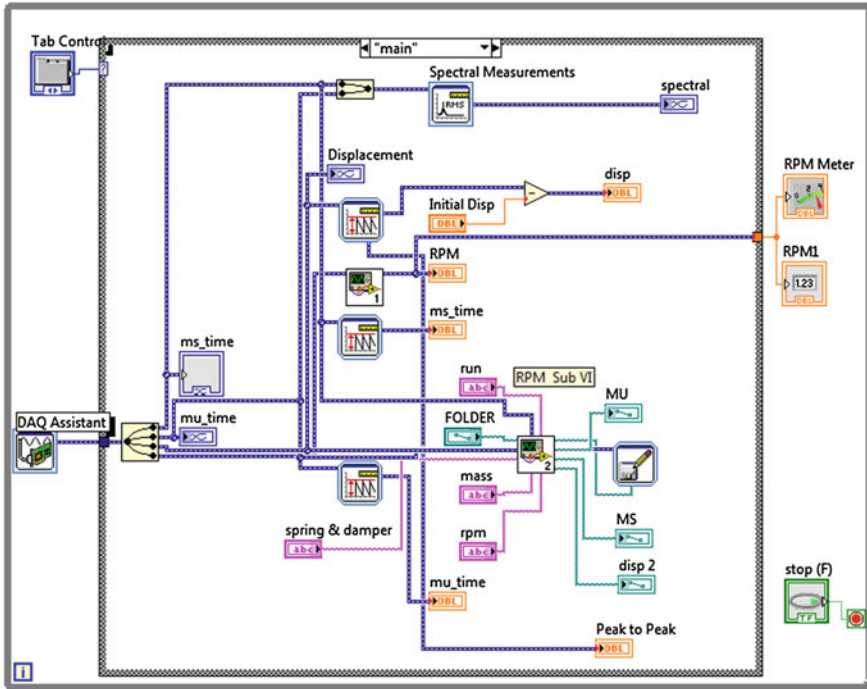 Tab Control
"main"
?
Spectral Measurements
RMS
spectral
Displacement
disp
DBL
Initial Disp
DBL
RPM Meter
DBL
RPM
DBL
1
RPM1
1.23
DBL
ms_time
DBL
ms_time
run
abc
RPM Sub VI
MU
mu_time
FOLDER
DAQ Assistant
2
mass
abc
MS
spring & damper
abc
rpm
abc
disp 2
stop (F)
TF
mu_time
DBL
Peak to Peak
DBL
i